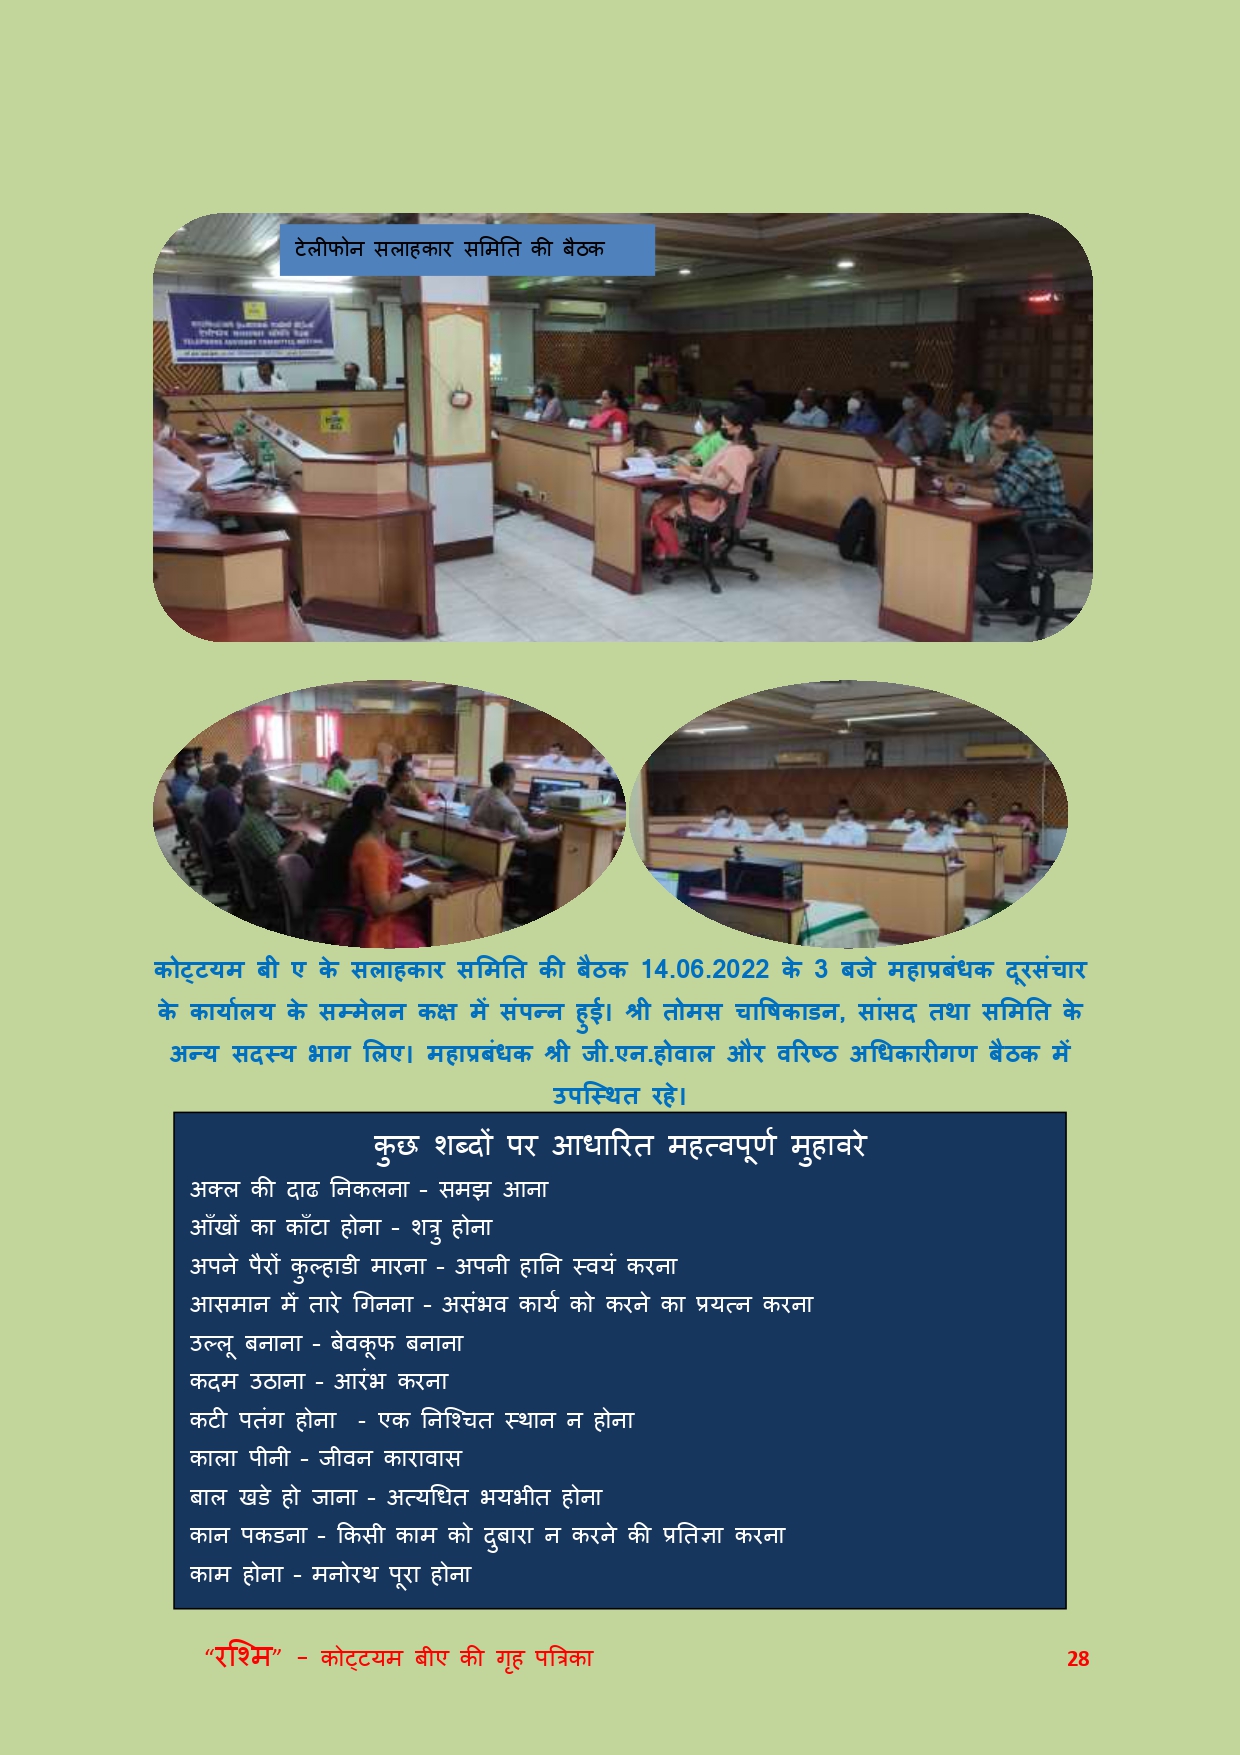 टेलीफोन सलाहकार समिति की बैठक
TELEPHONE ADVISORY COMMITTEE MEETING
कोट्टयम बी ए के सलाहकार समिति की बैठक 14.06.2022 के 3 बजे महाप्रबंधक दूरसंचार
के कार्यालय के सम्मेलन कक्ष में संपन्न हुई। श्री तोमस चाषिकाडन, सांसद तथा समिति के
अन्य सदस्य भाग लिए। महाप्रबंधक श्री जी.एन.होवाल और वरिष्ठ अधिकारीगण बैठक में
उपस्थित रहे।
कुछ शब्दों पर आधारित महत्वपूर्ण मुहावरे
अक्ल की दाढ निकलना - समझ आना
आँखों का काँटा होना - शत्रु होना
अपने पैरों कुल्हाडी मारना - अपनी हानि स्वयं करना
आसमान में तारे गिनना - असंभव कार्य को करने का प्रयत्न करना
उल्लू बनाना - बेवकूफ बनाना
कदम उठाना - आरंभ करना
कटी पतंग होना - एक निश्चित स्थान न होना
काला पीनी - जीवन कारावास
बाल खडे हो जाना - अत्यधित भयभीत होना
कान पकडना - किसी काम को दुबारा न करने की प्रतिज्ञा करना
काम होना - मनोरथ पूरा होना
“रश्मि” - कोट्टयम बीए की गृह पत्रिका 28